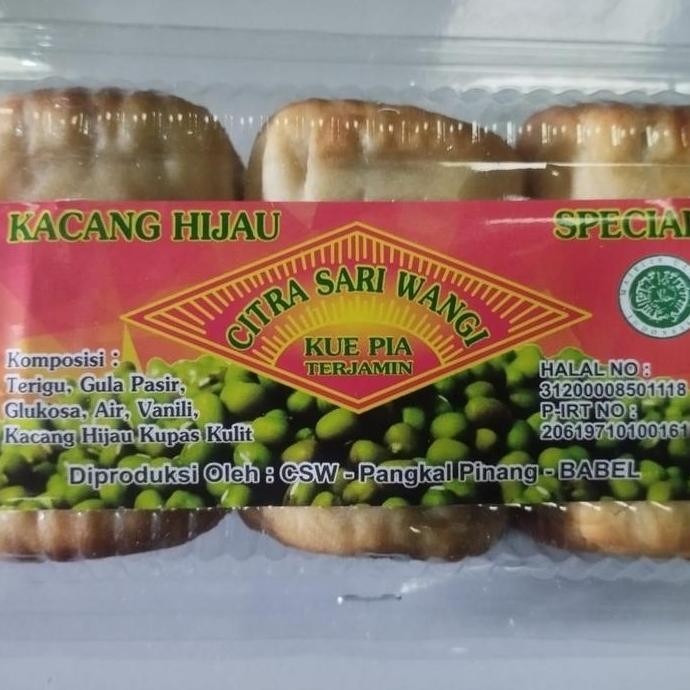 KACANG HIJAU
SPECIAL
CITRA SARI WANGI
KUE PIA
TERJAMIN
Komposisi :
Terigu, Gula Pasir,
Glukosa, Air, Vanili,
Kacang Hijau Kupas Kulit
HALAL NO :
31200008501118
P-IRT NO :
20619710100161
Diproduksi Oleh : CSW - Pangkal Pinang - BABEL